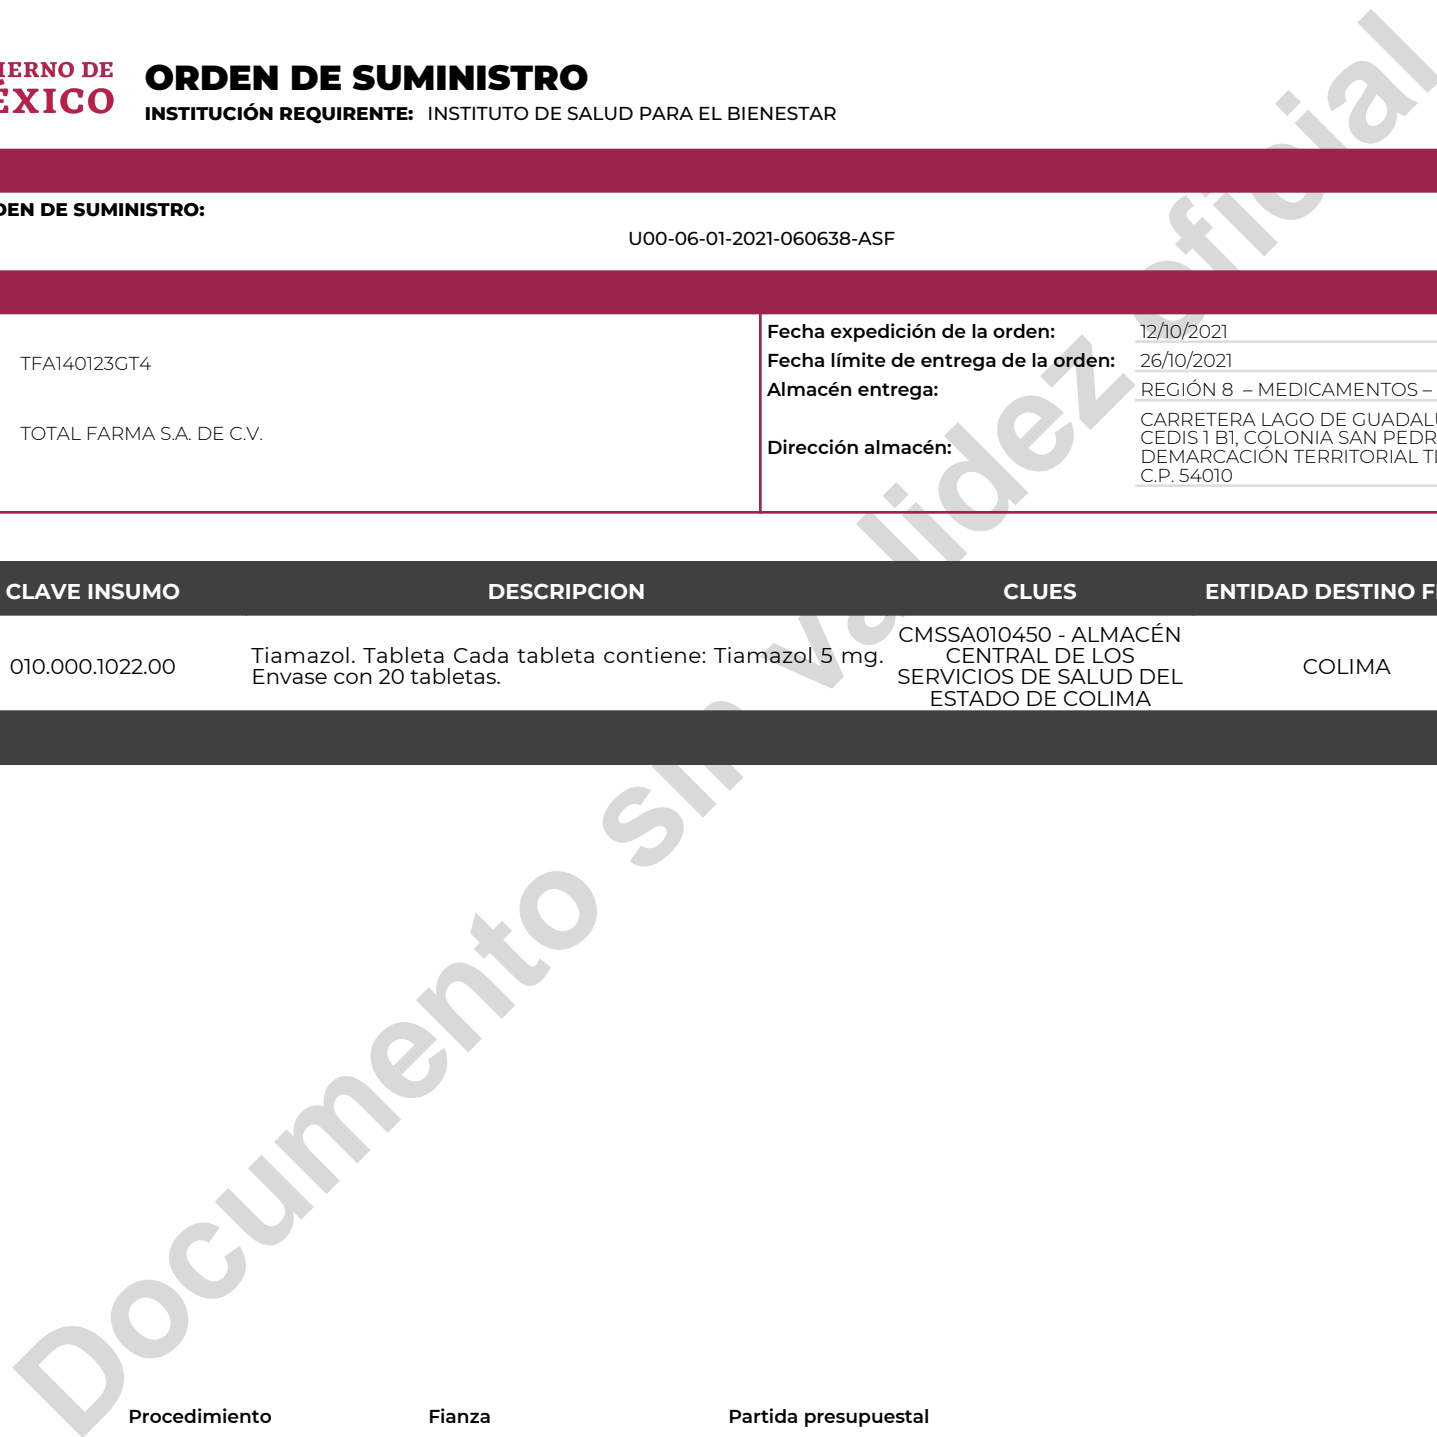 IERNO DE
ÉXICO
ORDEN DE SUMINISTRO
INSTITUCIÓN REQUIRENTE: INSTITUTO DE SALUD PARA EL BIENESTAR
DEN DE SUMINISTRO:
U00-06-01-2021-060638-ASF
TFA140123GT4
TOTAL FARMA S.A. DE C.V.
Fecha expedición de la orden: 12/10/2021
Fecha límite de entrega de la orden: 26/10/2021
Almacén entrega: REGIÓN 8 – MEDICAMENTOS –
Dirección almacén: CARRETERA LAGO DE GUADALU
CEDIS 1 B1, COLONIA SAN PEDR
DEMARCACIÓN TERRITORIAL TL
C.P. 54010
CLAVE INSUMO DESCRIPCION CLUES ENTIDAD DESTINO FI
010.000.1022.00
Tiamazol. Tableta Cada tableta contiene: Tiamazol 5 mg.
Envase con 20 tabletas.
CMSSA010450 - ALMACÉN
CENTRAL DE LOS
SERVICIOS DE SALUD DEL
ESTADO DE COLIMA
COLIMA
Documento sin validez oficial
Procedimiento Fianza Partida presupuestal